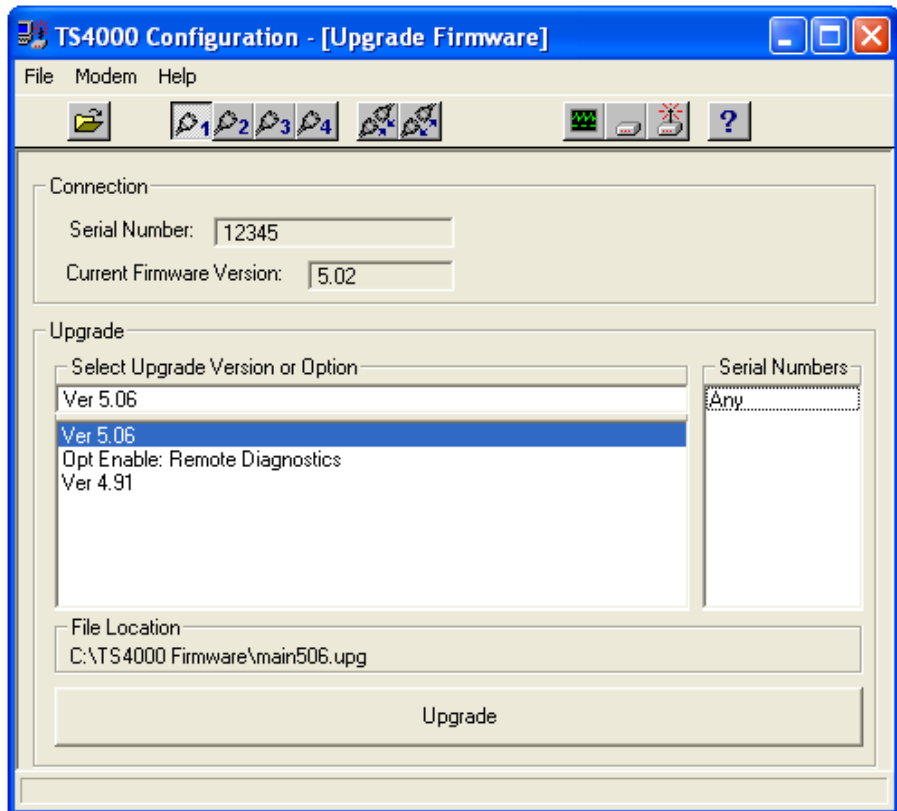 TS4000 Configuration - [Upgrade Firmware]
File Modem Help
1 2 3 4 ?
Connection
Serial Number: 12345
Current Firmware Version: 5.02
Upgrade
Select Upgrade Version or Option
Serial Numbers
Ver 5.06
Any
Ver 5.06
Opt Enable: Remote Diagnostics
Ver 4.91
File Location
C:\TS4000 Firmware\main506.upg
Upgrade